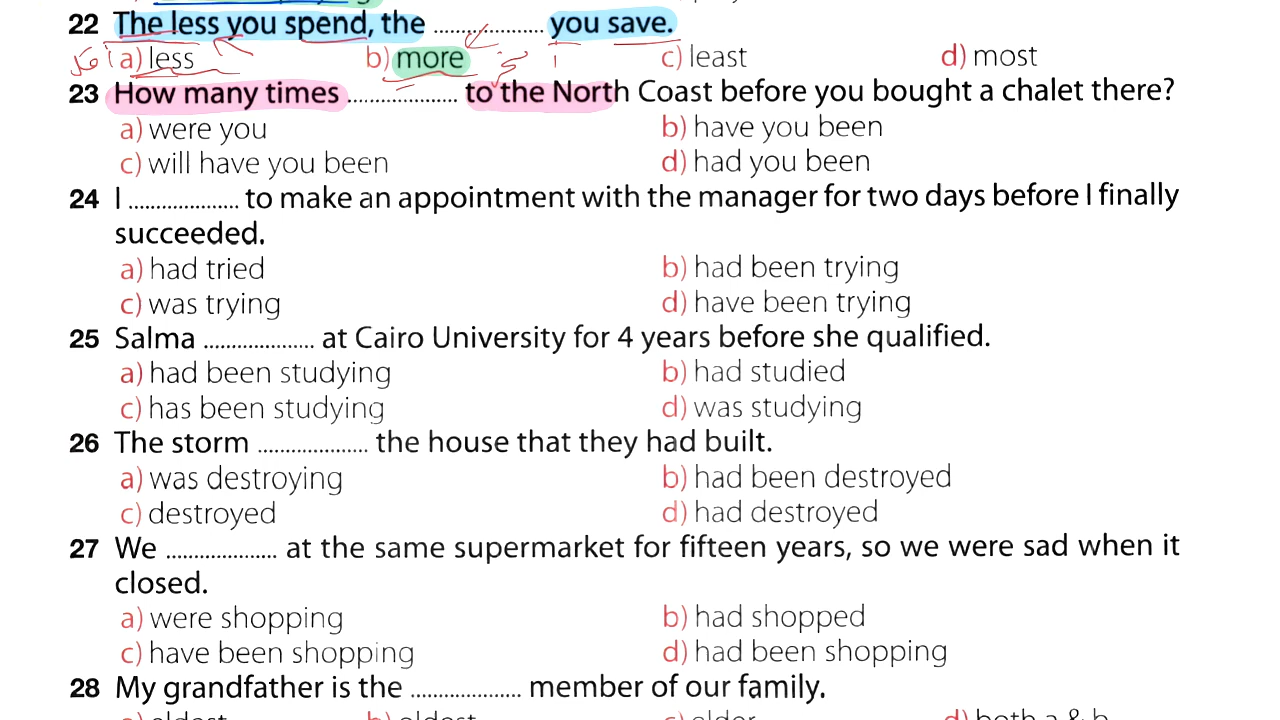 22 The less you spend, the .................... you save.
a) less b) more c) least d) most
23 How many times .................... to the North Coast before you bought a chalet there?
a) were you b) have you been
c) will have you been d) had you been
24 I .................... to make an appointment with the manager for two days before I finally
succeeded.
a) had tried b) had been trying
c) was trying d) have been trying
25 Salma .................... at Cairo University for 4 years before she qualified.
a) had been studying b) had studied
c) has been studying d) was studying
26 The storm .................... the house that they had built.
a) was destroying b) had been destroyed
c) destroyed d) had destroyed
27 We .................... at the same supermarket for fifteen years, so we were sad when it
closed.
a) were shopping b) had shopped
c) have been shopping d) had been shopping
28 My grandfather is the .................... member of our family.